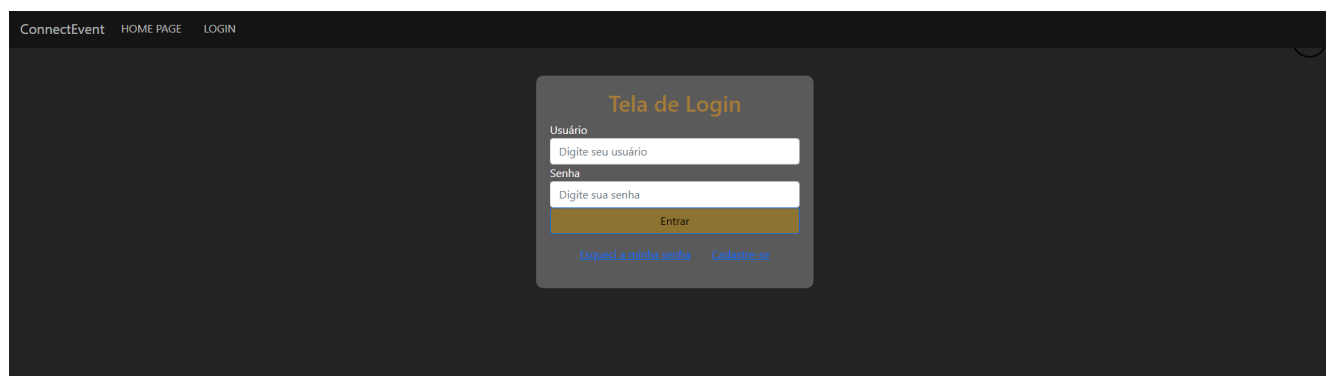 ConnectEvent HOME PAGE LOGIN
Tela de Login
Usuário
Digite seu usuário
Senha
Digite sua senha
Entrar
Esqueci a minha senha Cadastre-se